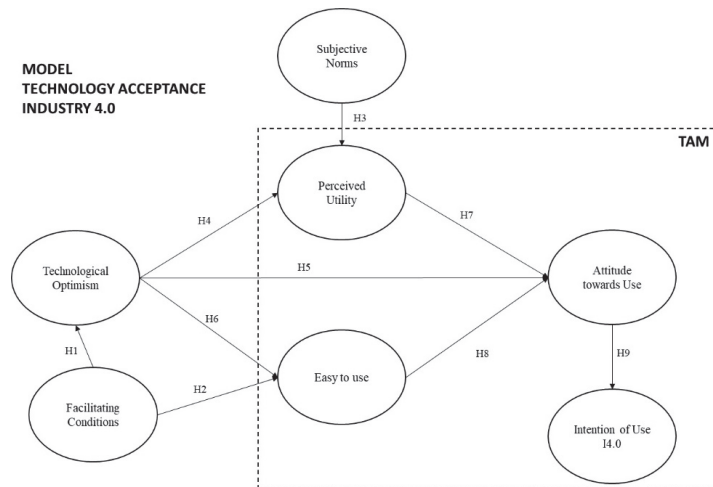 MODEL
TECHNOLOGY ACCEPTANCE
INDUSTRY 4.0
Subjective
Norms
H3
TAM
Perceived
Utility
H4
H7
Technological
Optimism
H5
Attitude
towards Use
H6
H1
H2
Easy to use
H8
H9
Facilitating
Conditions
Intention of Use
I4.0